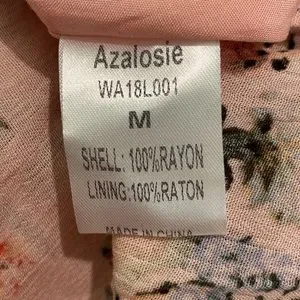 Azalosie
WA18L001
M
SHELL: 100%RAYON
LINING:100%RATON
MADE IN CHINA